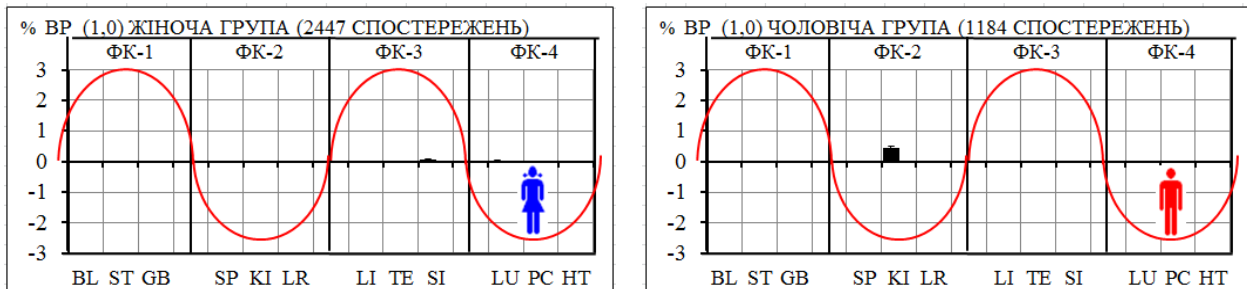 % ВР (1,0) ЖІНОЧА ГРУПА (2447 СПОСТЕРЕЖЕНЬ)
ФК-1 ФК-2 ФК-3 ФК-4
3
2
1
0
-1
-2
-3
BL ST GB SP KI LR LI TE SI LU PC HT
% ВР (1,0) ЧОЛОВІЧА ГРУПА (1184 СПОСТЕРЕЖЕНЬ)
ФК-1 ФК-2 ФК-3 ФК-4
3
2
1
0
-1
-2
-3
BL ST GB SP KI LR LI TE SI LU PC HT